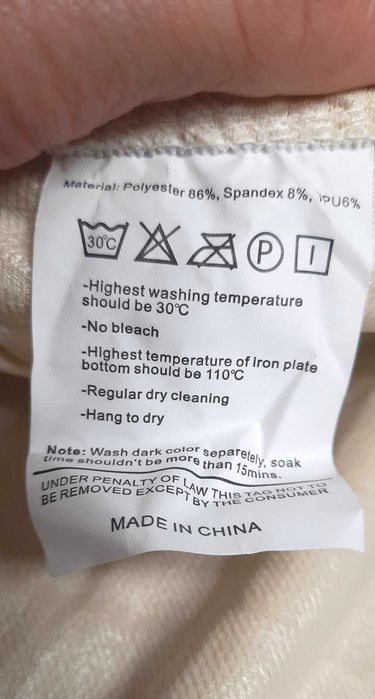 Material: Polyester 86%, Spandex 8%, TPU6%
30℃ P
-Highest washing temperature
should be 30℃
-No bleach
-Highest temperature of Iron plate
bottom should be 110℃
-Regular dry cleaning
-Hang to dry
Note: Wash dark color separately, soak
time shouldn't be more than 15mins.
UNDER PENALTY OF LAW THIS TAG NOT TO
BE REMOVED EXCEPT BY THE CONSUMER
MADE IN CHINA